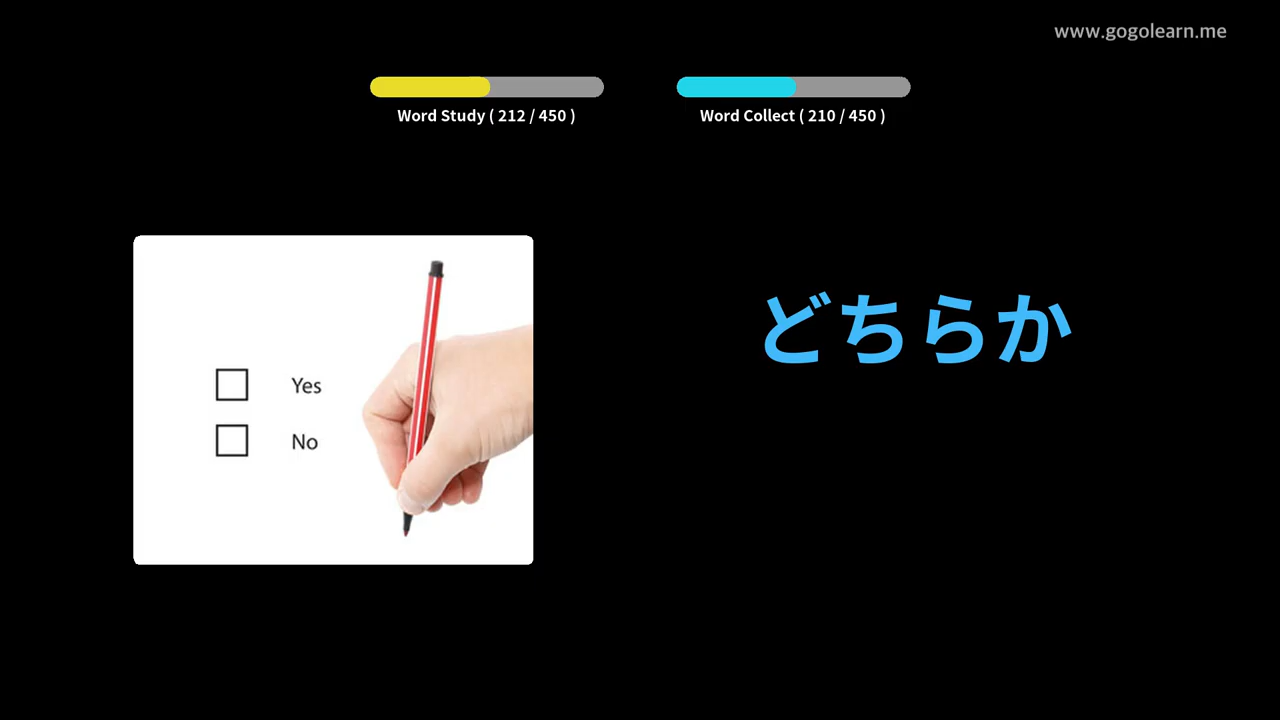 www.gogolearn.me
Word Study ( 212 / 450 )
Word Collect ( 210 / 450 )
どちらか
Yes
No